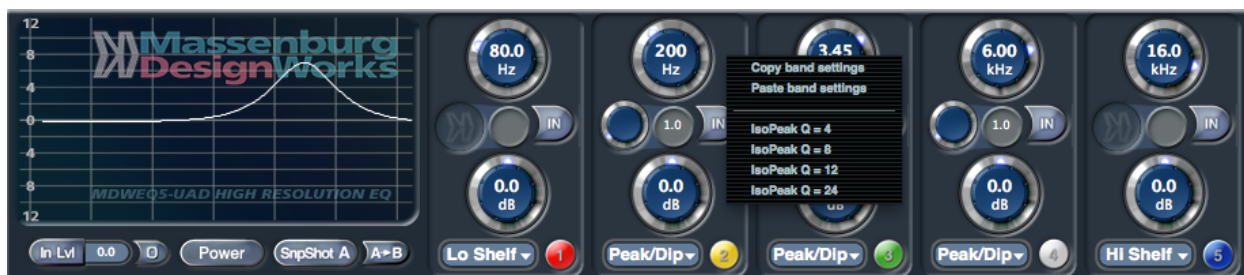 12
8
4
0
4
8
12
Massenburg
DesignWorks
MDWEQ5-UAD HIGH RESOLUTION EQ
In Lvl 0.0 Power SnpShot A A▸B
80.0
Hz
IN
0.0
dB
Lo Shelf 1
200
Hz
1.0 IN
0.0
dB
Peak/Dip 2
3.45
Copy band settings
Paste band settings
IsoPeak Q = 4
IsoPeak Q = 8
IsoPeak Q = 12
IsoPeak Q = 24
dB
Peak/Dip 3
6.00
kHz
1.0 IN
0.0
dB
Peak/Dip 4
16.0
kHz
IN
0.0
dB
Hi Shelf 5